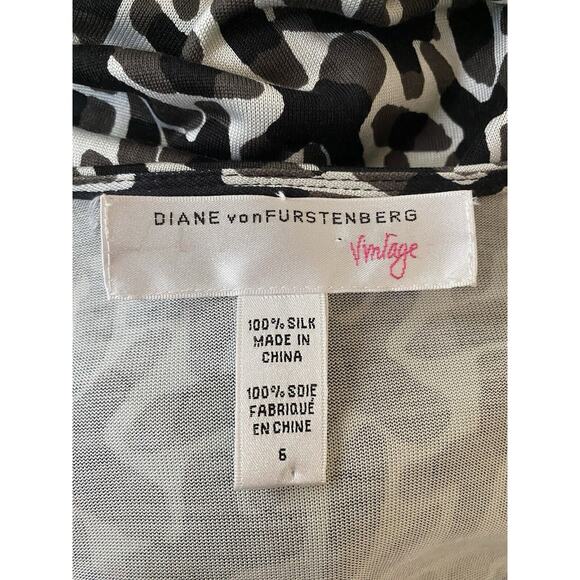 DIANE vonFURSTENBERG
Vintage
100% SILK
MADE IN
CHINA
100% SOIE
FABRIQUÉ
EN CHINE
6